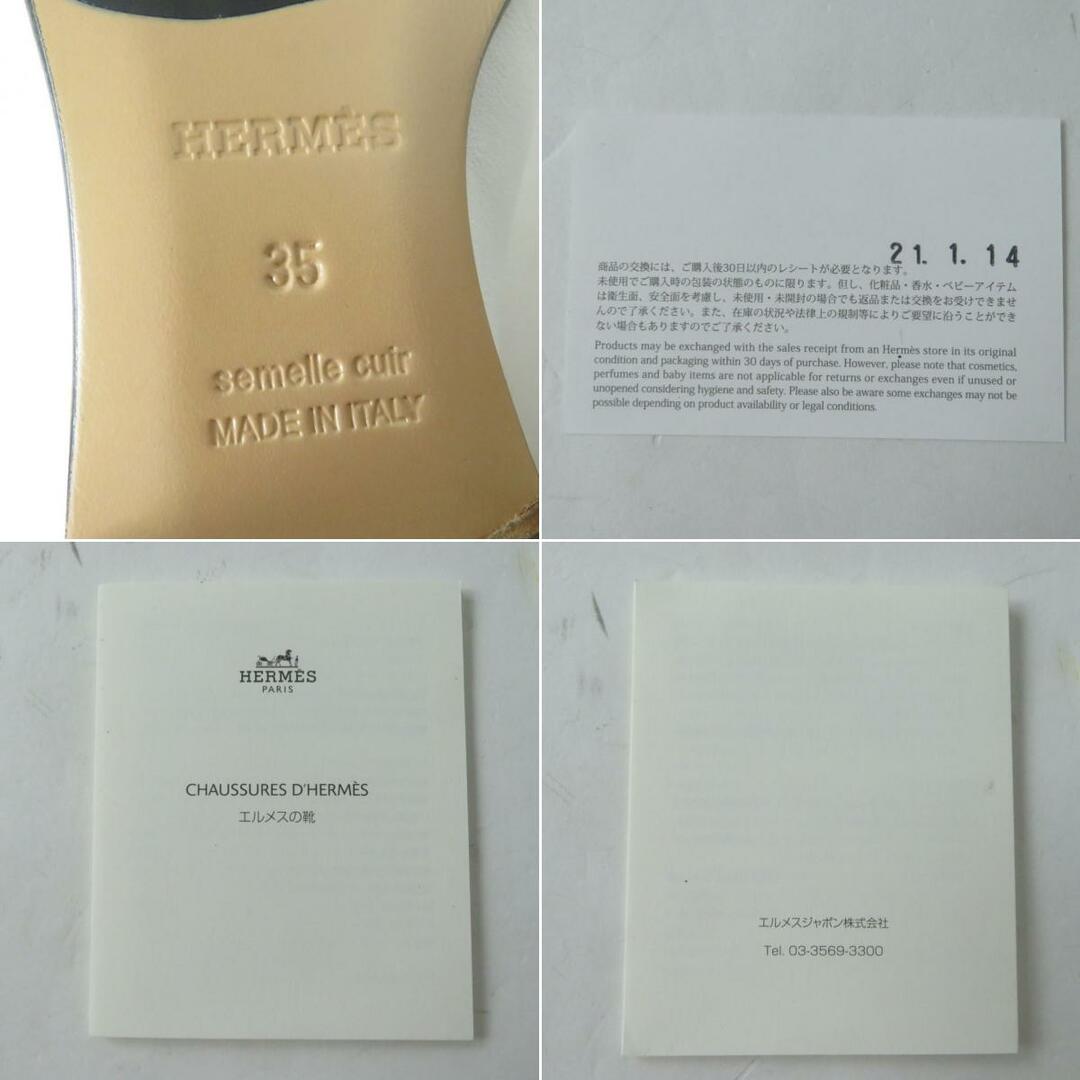 HERMÈS
35
semelle cuir
MADE IN ITALY
21. 1. 14
商品の交換には、ご購入後30日以内のレシートが必要となります。
未使用でご購入時の包装の状態のものに限ります。但し、化粧品・香水・ベビーアイテム
は衛生面、安全面を考慮し、未使用・未開封の場合でも返品または交換をお受けできませ
んので了承ください。また、在庫の状況や法律上の規制等によりご要望に沿うことができ
ない場合もありますのでご了承ください。
Products may be exchanged with the sales receipt from an Hermès store in its original
condition and packaging within 30 days of purchase. However, please note that cosmetics,
perfumes and baby items are not applicable for returns or exchanges even if unused or
unopened considering hygiene and safety. Please also be aware some exchanges may not be
possible depending on product availability or legal conditions.
HERMÈS
PARIS
CHAUSSURES D'HERMÈS
エルメスの靴
エルメスジャポン株式会社
Tel. 03-3569-3300